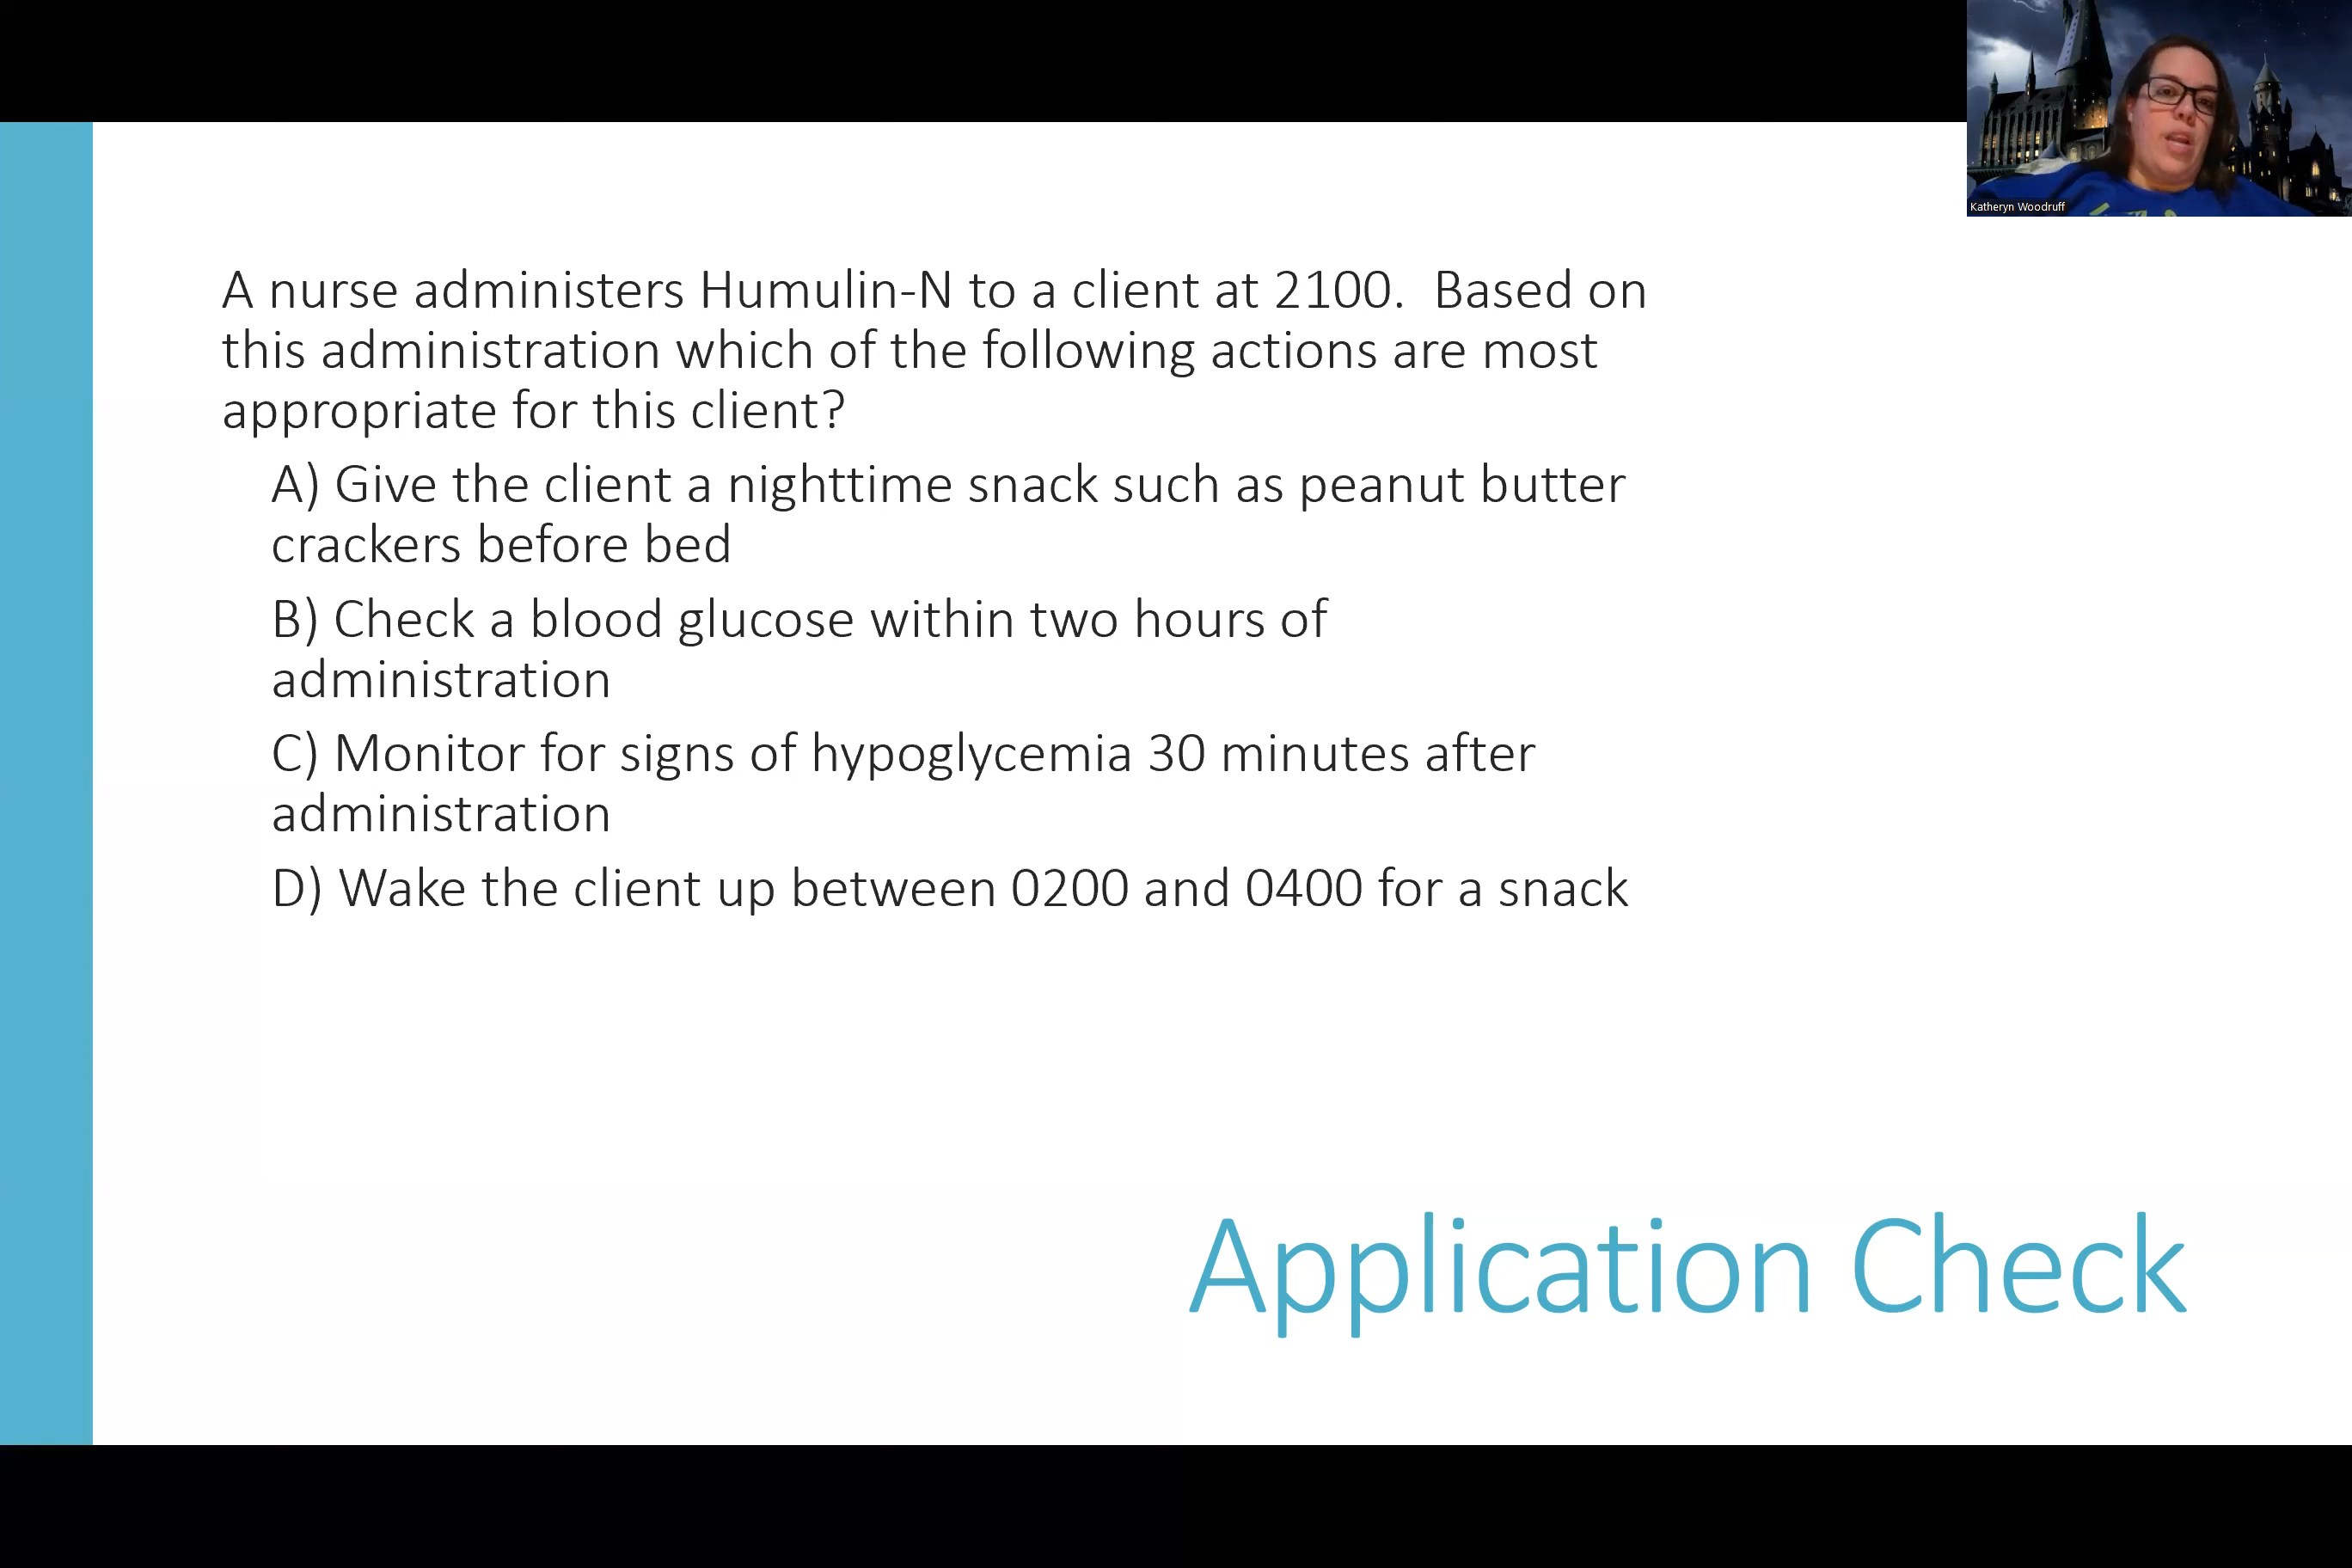 Katheryn Woodruff
A nurse administers Humulin-N to a client at 2100.  Based on
this administration which of the following actions are most
appropriate for this client?
A) Give the client a nighttime snack such as peanut butter
crackers before bed
B) Check a blood glucose within two hours of
administration
C) Monitor for signs of hypoglycemia 30 minutes after
administration
D) Wake the client up between 0200 and 0400 for a snack
Application Check